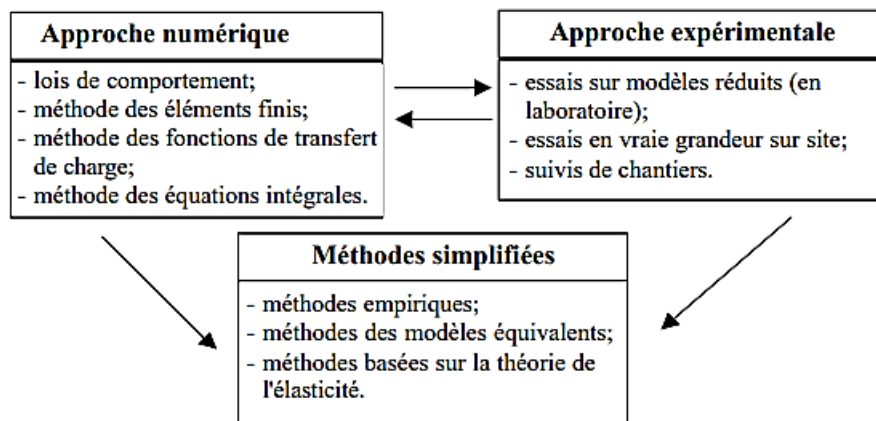 Approche numérique
- lois de comportement;
- méthode des éléments finis;
- méthode des fonctions de transfert
de charge;
- méthode des équations intégrales.
Approche expérimentale
- essais sur modèles réduits (en
laboratoire);
- essais en vraie grandeur sur site;
- suivis de chantiers.
Méthodes simplifiées
- méthodes empiriques;
- méthodes des modèles équivalents;
- méthodes basées sur la théorie de
l'élasticité.